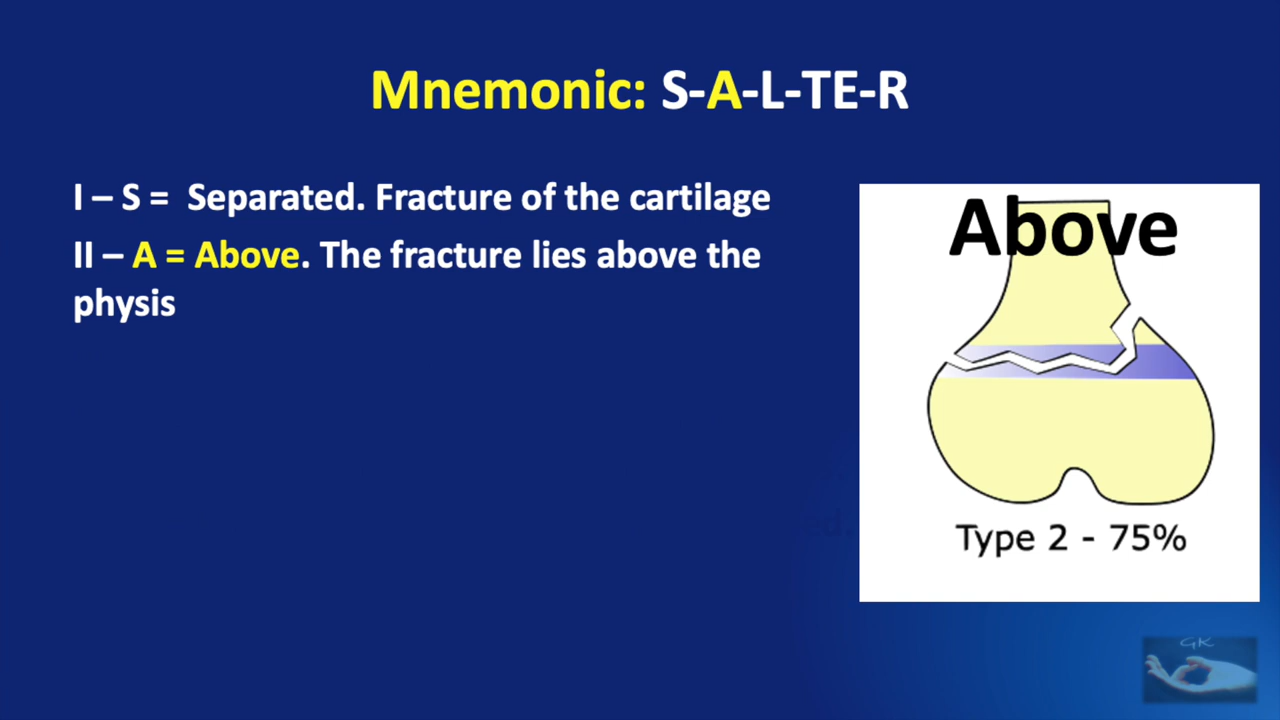 Mnemonic: S-A-L-TE-R
I – S = Separated. Fracture of the cartilage
II – A = Above. The fracture lies above the
physis
Above
Type 2 - 75%
GK